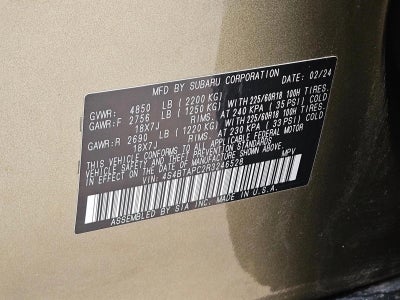 MFD BY SUBARU CORPORATION DATE: 02/24
GVWR: 4850 LB ( 2200 KG)
GAWR: F 2756 LB ( 1250 KG) WITH 225/60R18 100H TIRES.
18X7J RIMS. AT 240 KPA ( 35 PSI) COLD
GAWR: R 2690 LB ( 1220 KG) WITH 225/60R18 100H TIRES.
18X7J RIMS. AT 230 KPA ( 33 PSI) COLD
THIS VEHICLE CONFORMS TO ALL APPLICABLE FEDERAL MOTOR
VEHICLE SAFETY AND THEFT PREVENTION STANDARDS
IN EFFECT ON THE DATE OF MANUFACTURE SHOWN ABOVE.
VIN: 4S4BTAPC2R3246528 MPV
ASSEMBLED BY SIA INC. MADE IN U.S.A.